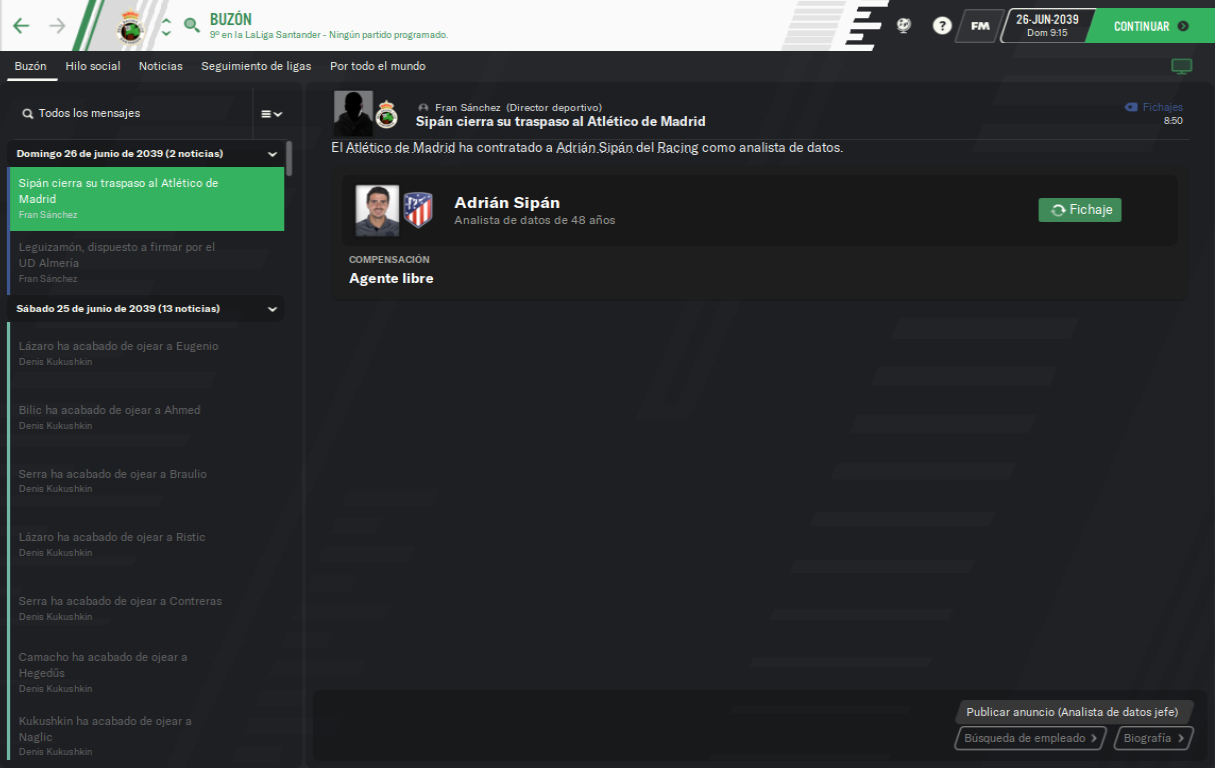 BUZÓN
9º en la LaLiga Santander - Ningún partido programado.
?
FM
26-JUN-2039
Dom 9:15
CONTINUAR
Buzón
Hilo social
Noticias
Seguimiento de ligas
Por todo el mundo
Todos los mensajes
Domingo 26 de junio de 2039 (2 noticias)
Sipán cierra su traspaso al Atlético de
Madrid
Fran Sánchez
Leguizamón, dispuesto a firmar por el
UD Almería
Fran Sánchez
Sábado 25 de junio de 2039 (13 noticias)
Lázaro ha acabado de ojear a Eugenio
Denis Kukushkin
Bilic ha acabado de ojear a Ahmed
Denis Kukushkin
Serra ha acabado de ojear a Braulio
Denis Kukushkin
Lázaro ha acabado de ojear a Ristic
Denis Kukushkin
Serra ha acabado de ojear a Contreras
Denis Kukushkin
Camacho ha acabado de ojear a
Hegedűs
Denis Kukushkin
Kukushkin ha acabado de ojear a
Naglic
Denis Kukushkin
Fran Sánchez (Director deportivo)
Sipán cierra su traspaso al Atlético de Madrid
Fichajes
8:50
El Atlético de Madrid ha contratado a Adrián Sipán del Racing como analista de datos.
Adrián Sipán
Analista de datos de 48 años
Fichaje
COMPENSACIÓN
Agente libre
Publicar anuncio (Analista de datos jefe)
Búsqueda de empleado
Biografía